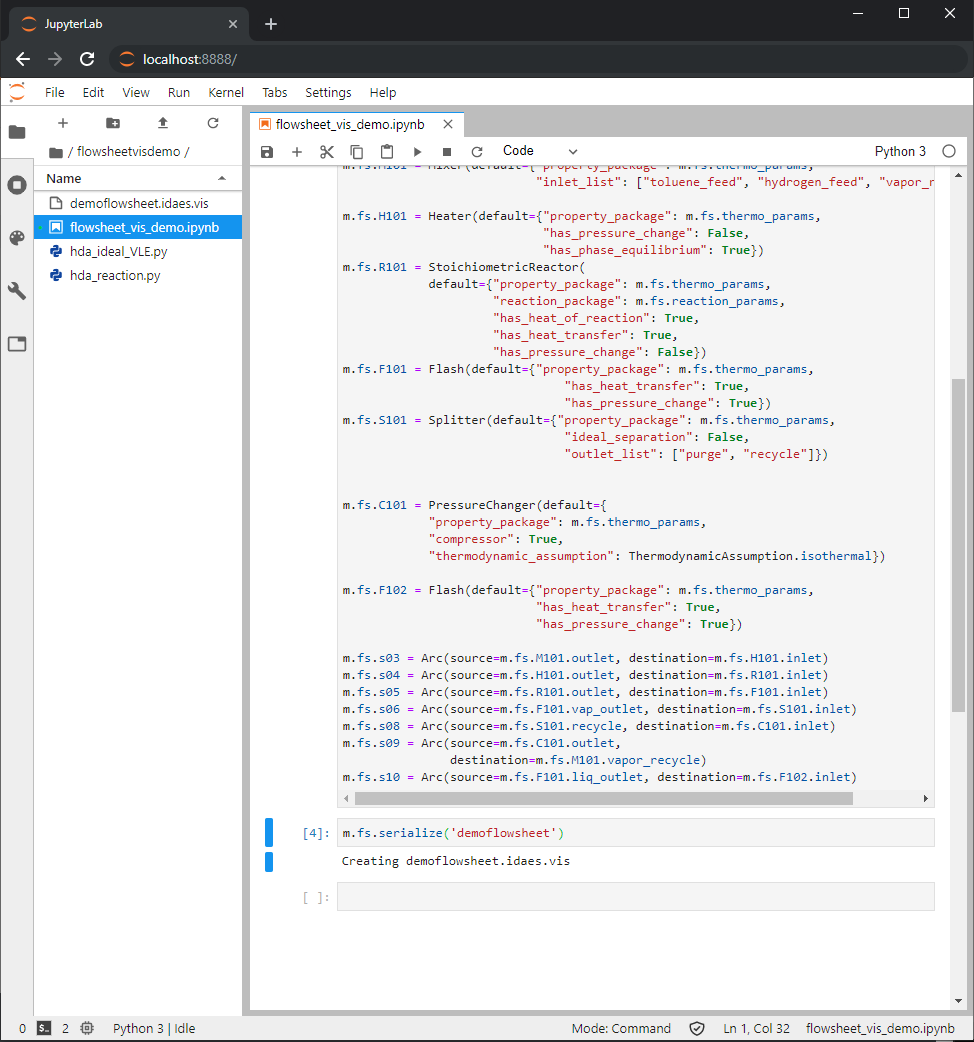 JupyterLab
localhost:8888/
File Edit View Run Kernel Tabs Settings Help
flowsheet_vis_demo.ipynb
/ flowsheetvisdemo /
Code
Python 3
Name
demoflowsheet.idaes.vis
flowsheet_vis_demo.ipynb
hda_ideal_VLE.py
hda_reaction.py
m.fs.M101 = Mixer(default={"property_package": m.fs.thermo_params,
"inlet_list": ["toluene_feed", "hydrogen_feed", "vapor_r
m.fs.H101 = Heater(default={"property_package": m.fs.thermo_params,
"has_pressure_change": False,
"has_phase_equilibrium": True})
m.fs.R101 = StoichiometricReactor(
default={"property_package": m.fs.thermo_params,
"reaction_package": m.fs.reaction_params,
"has_heat_of_reaction": True,
"has_heat_transfer": True,
"has_pressure_change": False})
m.fs.F101 = Flash(default={"property_package": m.fs.thermo_params,
"has_heat_transfer": True,
"has_pressure_change": True})
m.fs.S101 = Splitter(default={"property_package": m.fs.thermo_params,
"ideal_separation": False,
"outlet_list": ["purge", "recycle"]})
m.fs.C101 = PressureChanger(default={
"property_package": m.fs.thermo_params,
"compressor": True,
"thermodynamic_assumption": ThermodynamicAssumption.isothermal})
m.fs.F102 = Flash(default={"property_package": m.fs.thermo_params,
"has_heat_transfer": True,
"has_pressure_change": True})
m.fs.s03 = Arc(source=m.fs.M101.outlet, destination=m.fs.H101.inlet)
m.fs.s04 = Arc(source=m.fs.H101.outlet, destination=m.fs.R101.inlet)
m.fs.s05 = Arc(source=m.fs.R101.outlet, destination=m.fs.F101.inlet)
m.fs.s06 = Arc(source=m.fs.F101.vap_outlet, destination=m.fs.S101.inlet)
m.fs.s08 = Arc(source=m.fs.S101.recycle, destination=m.fs.C101.inlet)
m.fs.s09 = Arc(source=m.fs.C101.outlet,
destination=m.fs.M101.vapor_recycle)
m.fs.s10 = Arc(source=m.fs.F101.liq_outlet, destination=m.fs.F102.inlet)
[4]: m.fs.serialize('demoflowsheet')
Creating demoflowsheet.idaes.vis
[ ]:
0 $_ 2 Python 3 | Idle Mode: Command Ln 1, Col 32 flowsheet_vis_demo.ipynb